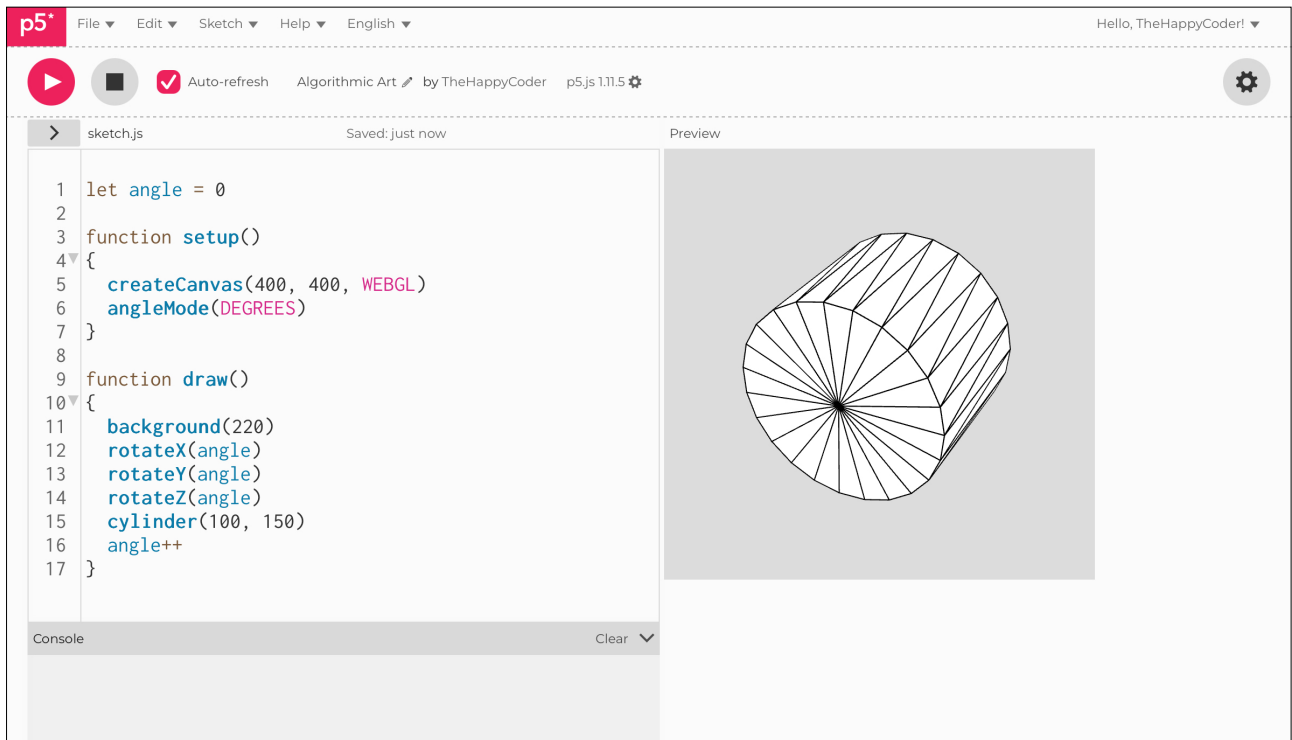 p5* File Edit Sketch Help English Hello, TheHappyCoder!
Auto-refresh Algorithmic Art by TheHappyCoder p5.js 1.11.5
sketch.js Saved: just now Preview
1 let angle = 0
2
3 function setup()
4 {
5 createCanvas(400, 400, WEBGL)
6 angleMode(DEGREES)
7 }
8
9 function draw()
10 {
11 background(220)
12 rotateX(angle)
13 rotateY(angle)
14 rotateZ(angle)
15 cylinder(100, 150)
16 angle++
17 }
Console Clear